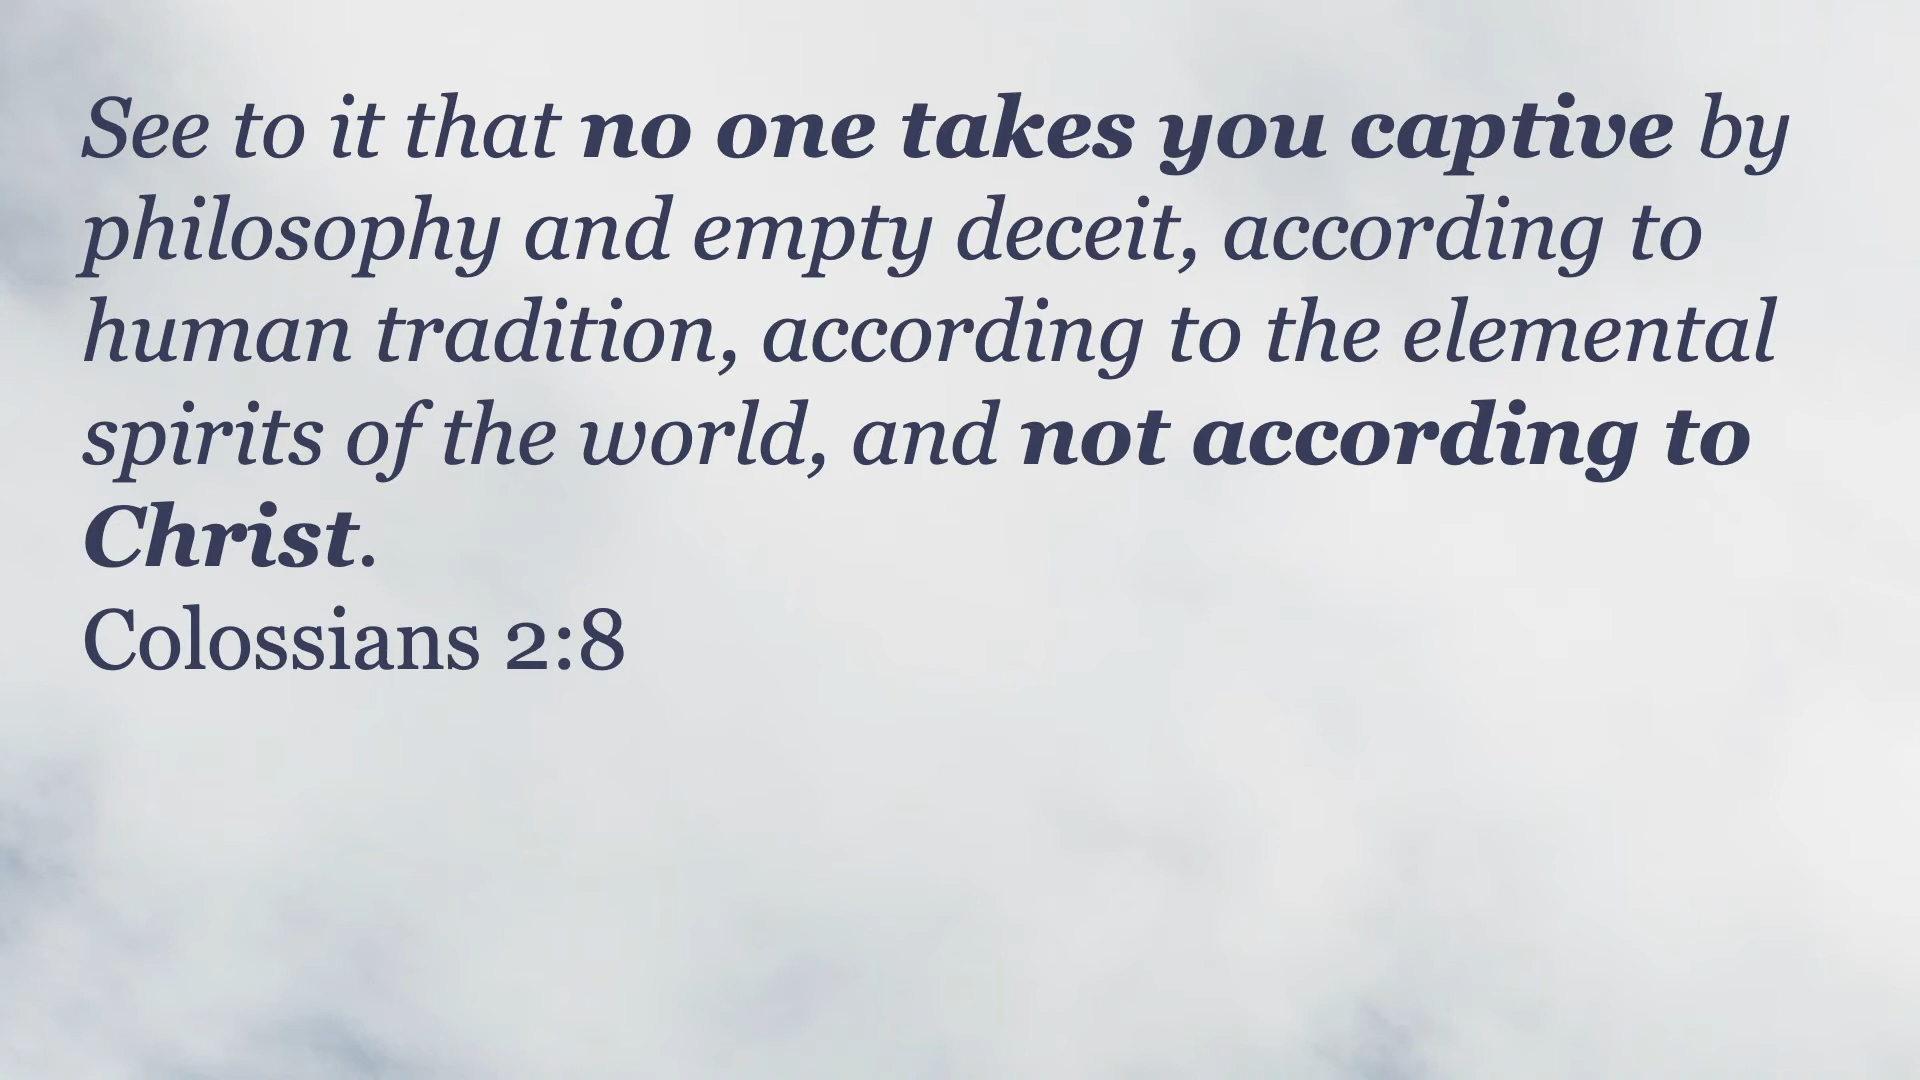 See to it that no one takes you captive by
philosophy and empty deceit, according to
human tradition, according to the elemental
spirits of the world, and not according to
Christ.
Colossians 2:8